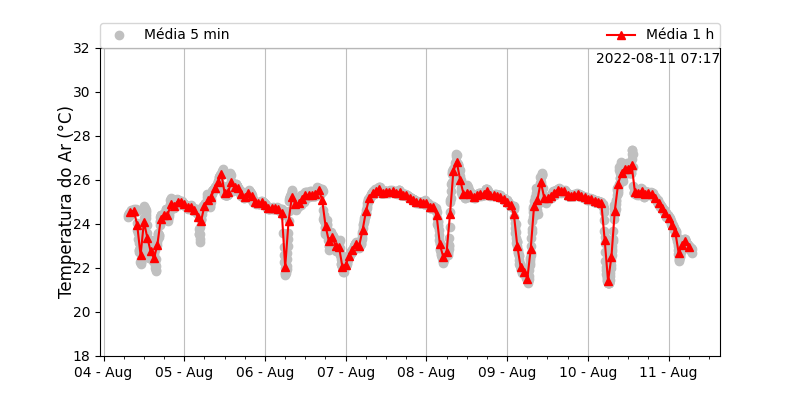 Média 5 min
Média 1 h
2022-08-11 07:17
Temperatura do Ar (°C)
32
30
28
26
24
22
20
18
04 - Aug
05 - Aug
06 - Aug
07 - Aug
08 - Aug
09 - Aug
10 - Aug
11 - Aug